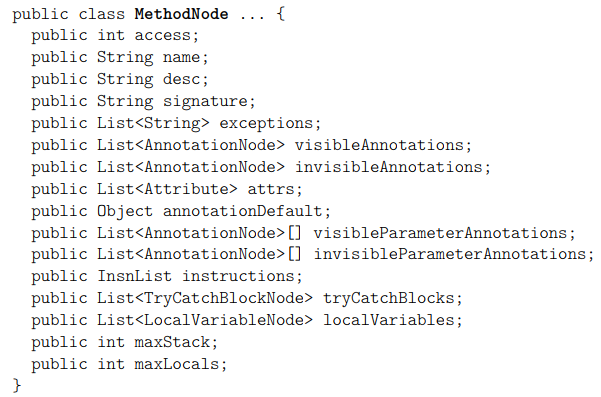 public class MethodNode ... {
public int access;
public String name;
public String desc;
public String signature;
public List<String> exceptions;
public List<AnnotationNode> visibleAnnotations;
public List<AnnotationNode> invisibleAnnotations;
public List<Attribute> attrs;
public Object annotationDefault;
public List<AnnotationNode>[] visibleParameterAnnotations;
public List<AnnotationNode>[] invisibleParameterAnnotations;
public InsnList instructions;
public List<TryCatchBlockNode> tryCatchBlocks;
public List<LocalVariableNode> localVariables;
public int maxStack;
public int maxLocals;
}